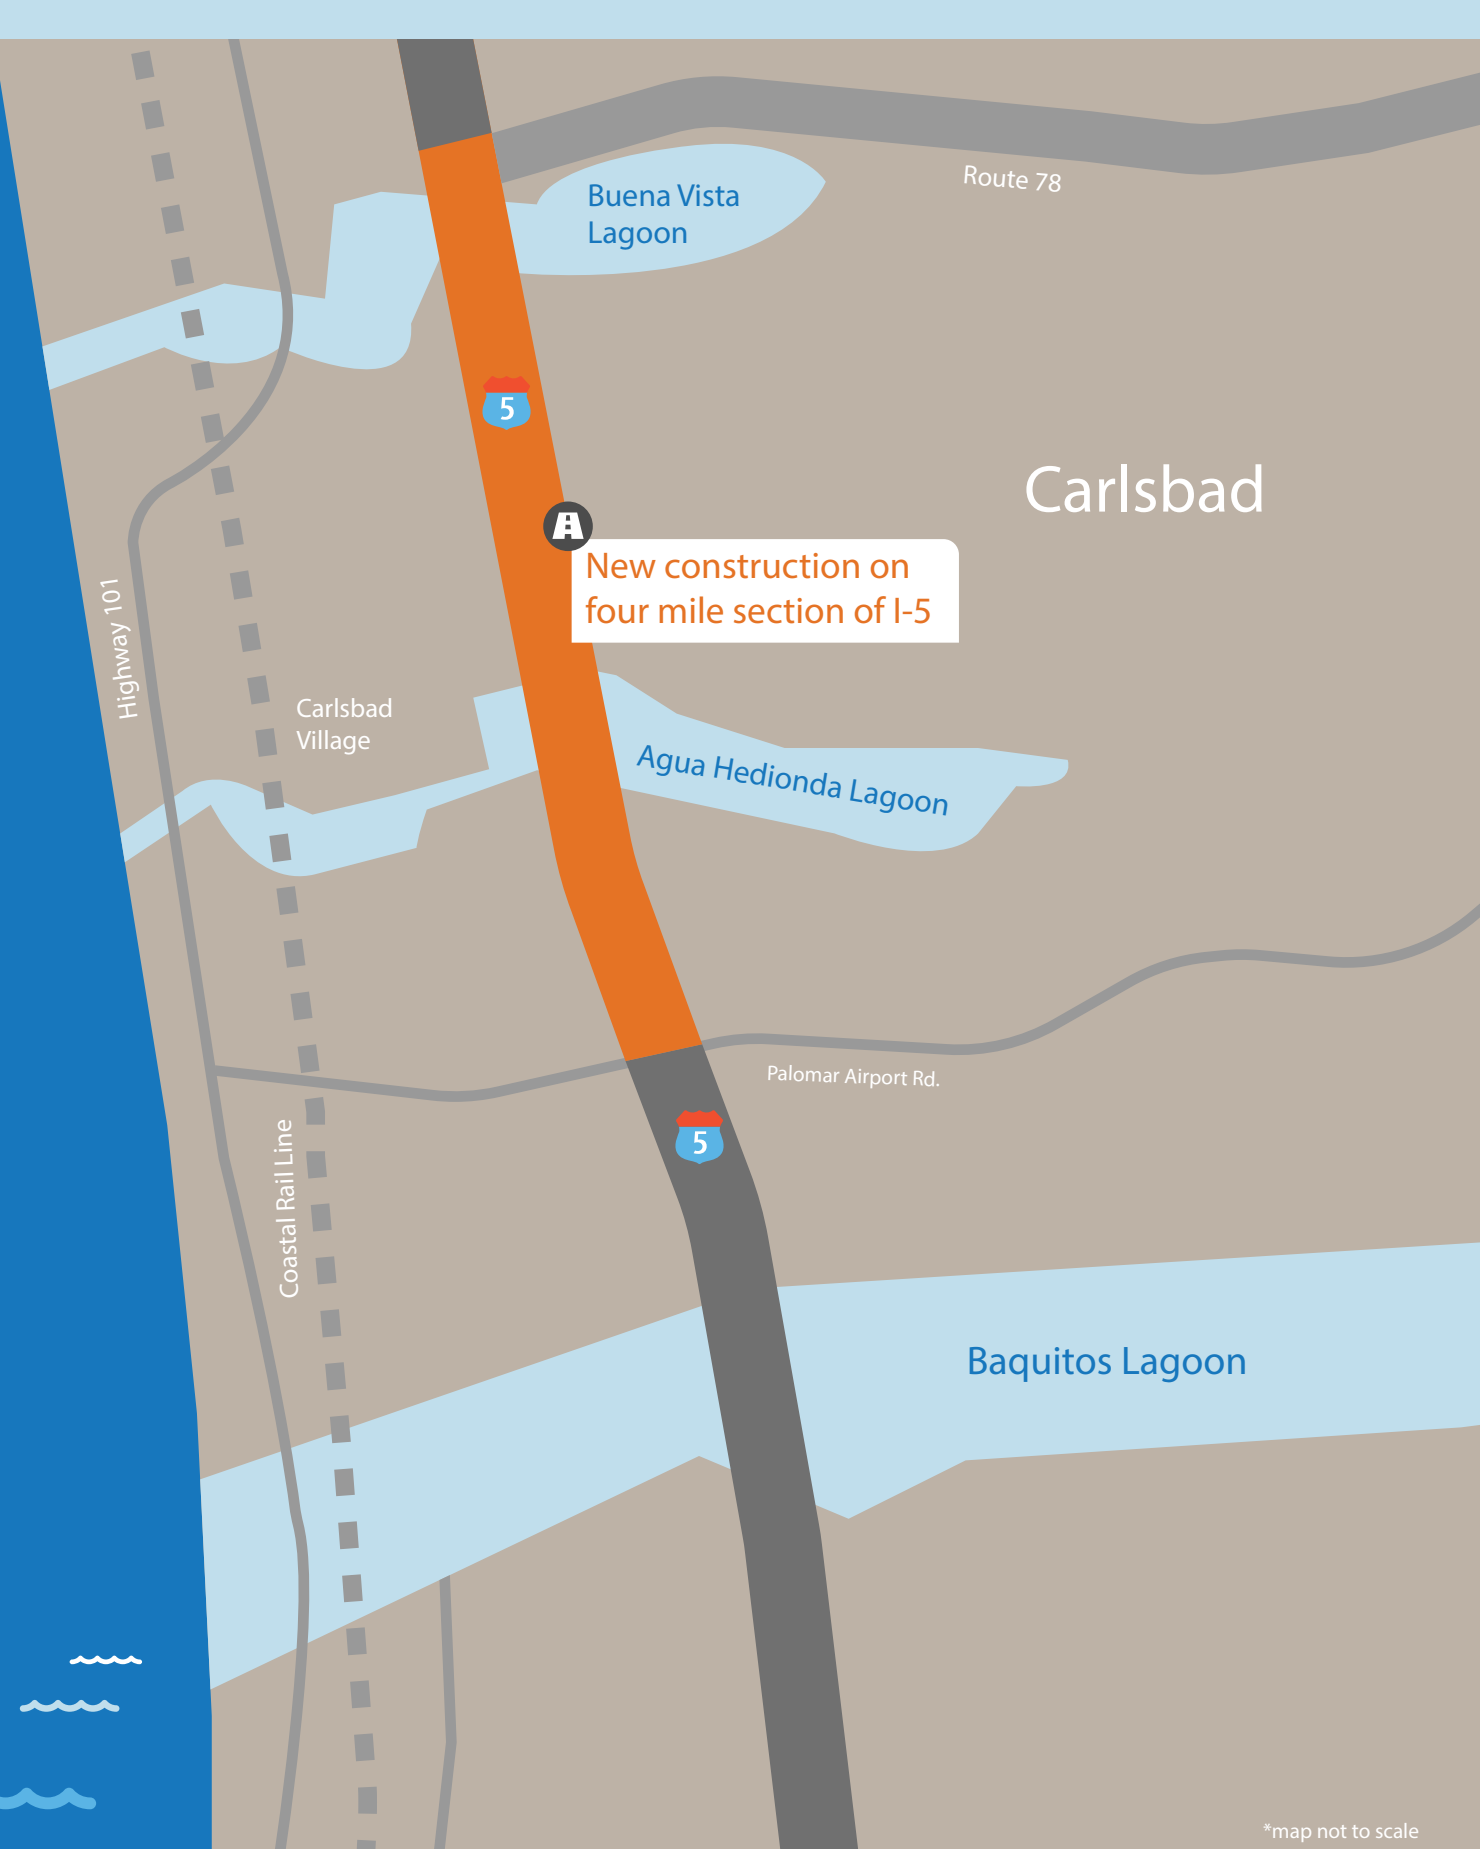 Route 78
Buena Vista
Lagoon
5
Carlsbad
New construction on
four mile section of I-5
Highway 101
Carlsbad
Village
Agua Hedionda Lagoon
Palomar Airport Rd.
5
Coastal Rail Line
Baquitos Lagoon
*map not to scale